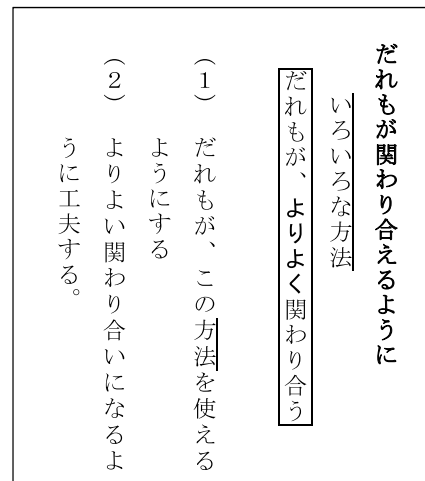 だれもが関わり合えるように
いろいろな方法
だれもが、よりよく関わり合う
（１）　だれもが、この方法を使える
ようにする
（２）　よりよい関わり合いになるよ
うに工夫する。